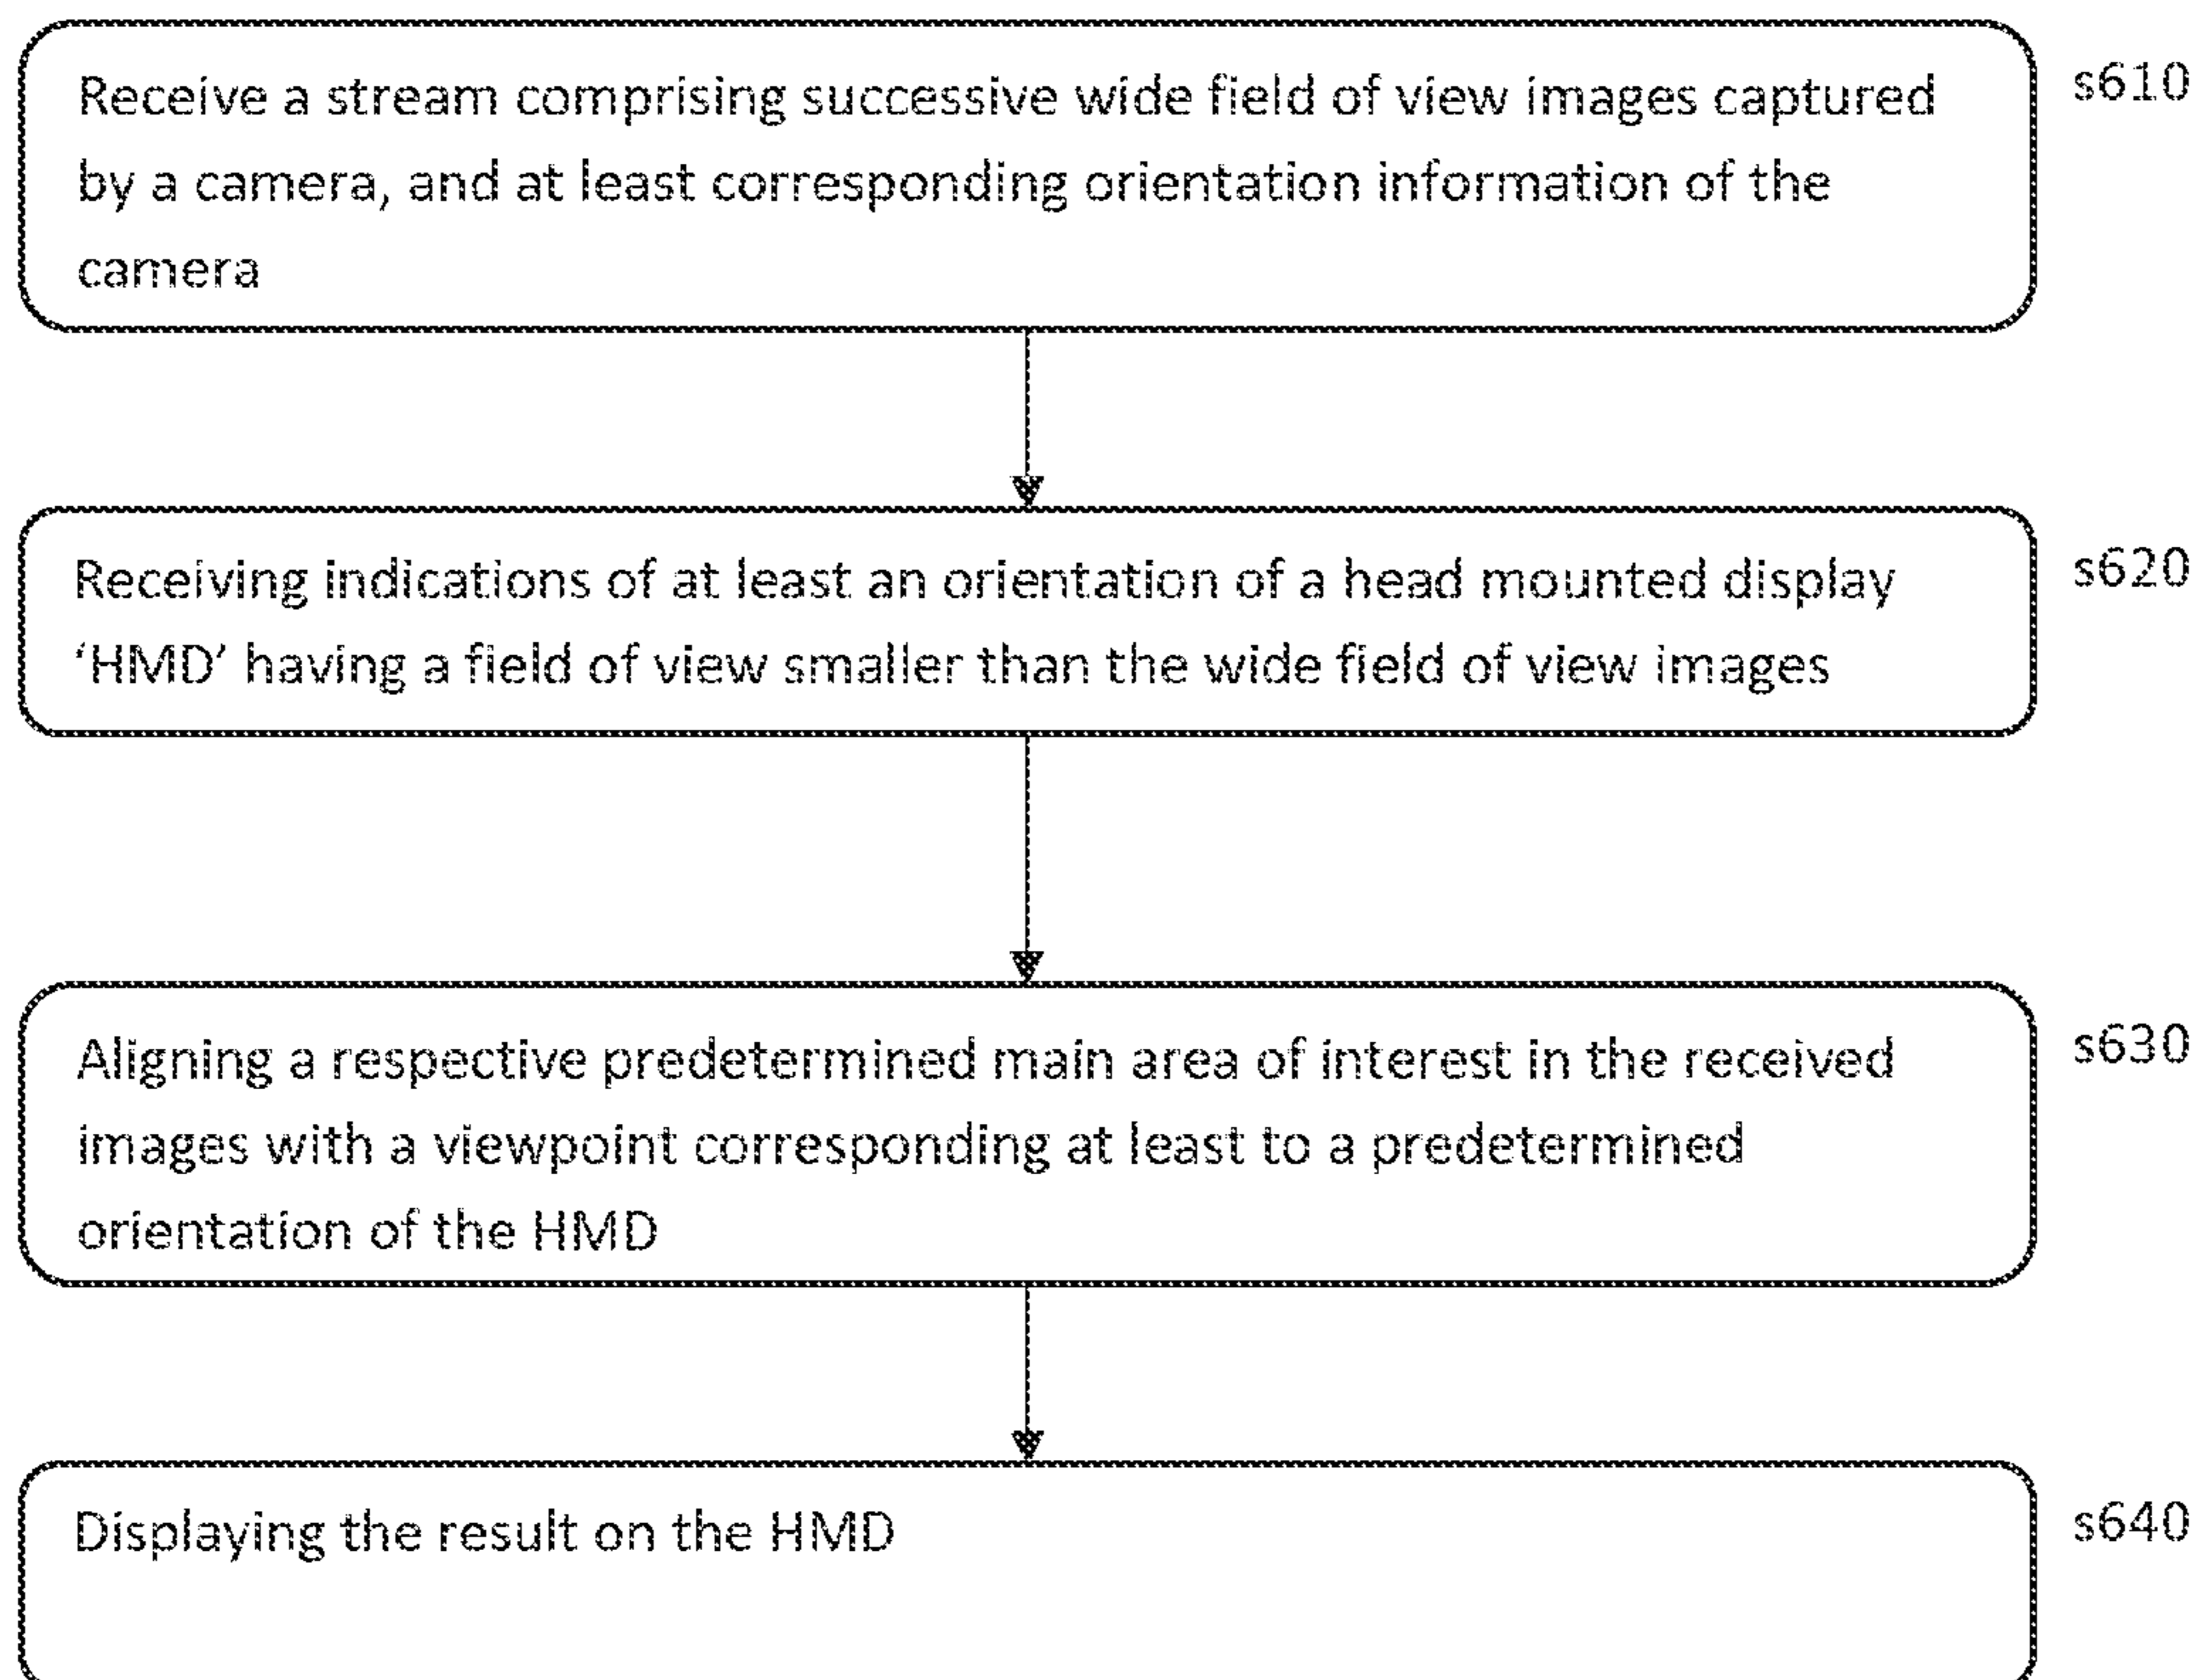 Receive a stream comprising successive wide field of view images captured
by a camera, and at least corresponding orientation information of the
camera
s610
Receiving indications of at least an orientation of a head mounted display
‘HMD’ having a field of view smaller than the wide field of view images
s620
Aligning a respective predetermined main area of interest in the received
images with a viewpoint corresponding at least to a predetermined
orientation of the HMD
s630
Displaying the result on the HMD
s640